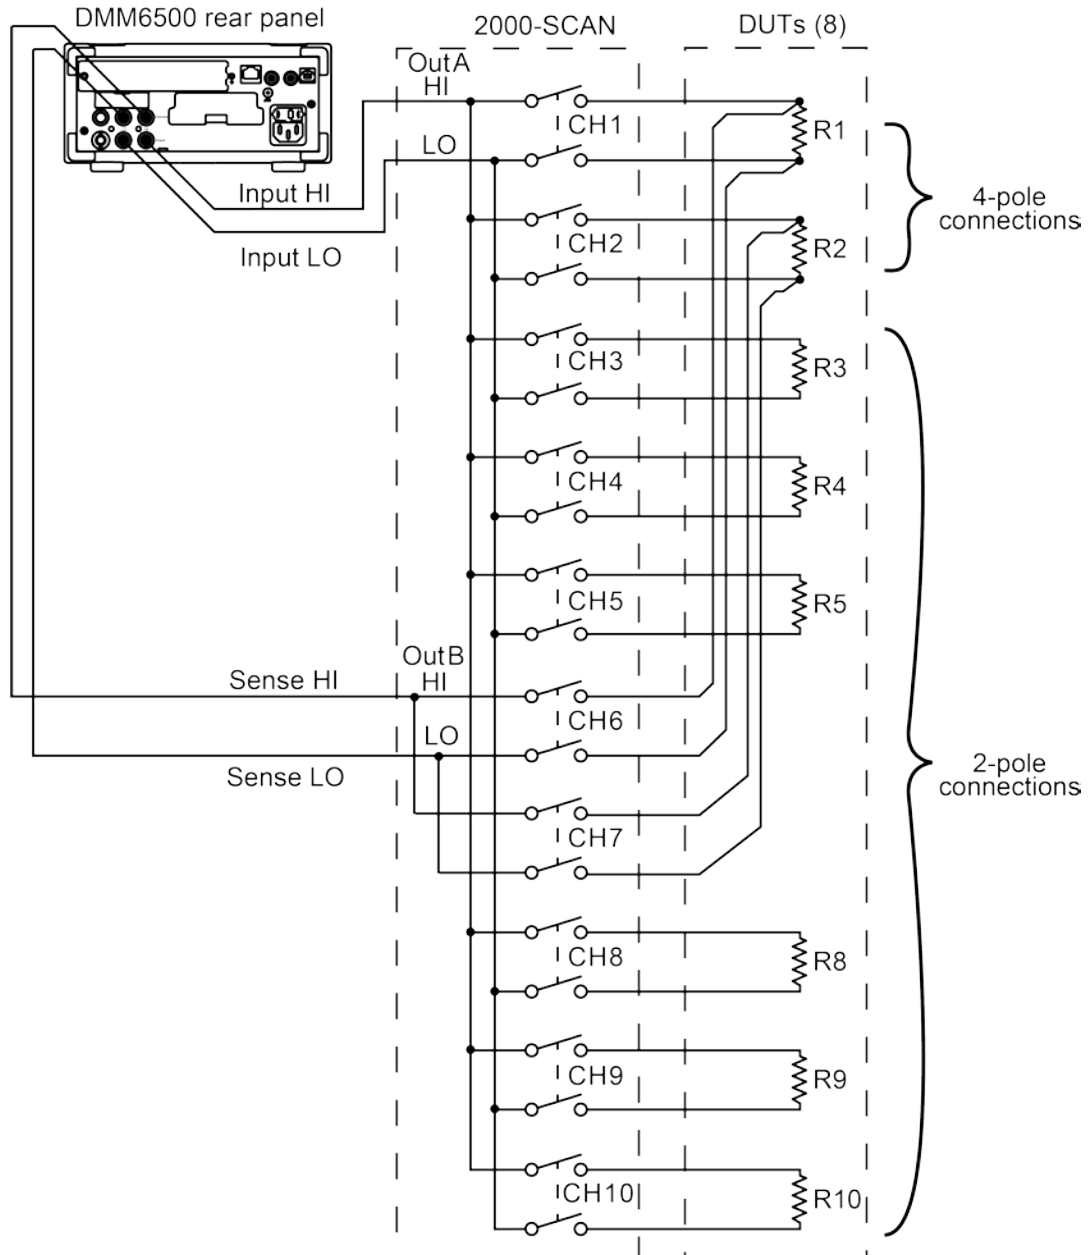 DMM6500 rear panel
2000-SCAN
DUTs (8)
OutA
HI
CH1
R1
LO
Input HI
4-pole
connections
CH2
R2
Input LO
CH3
R3
CH4
R4
CH5
R5
OutB
HI
Sense HI
CH6
LO
Sense LO
2-pole
connections
CH7
CH8
R8
CH9
R9
CH10
R10